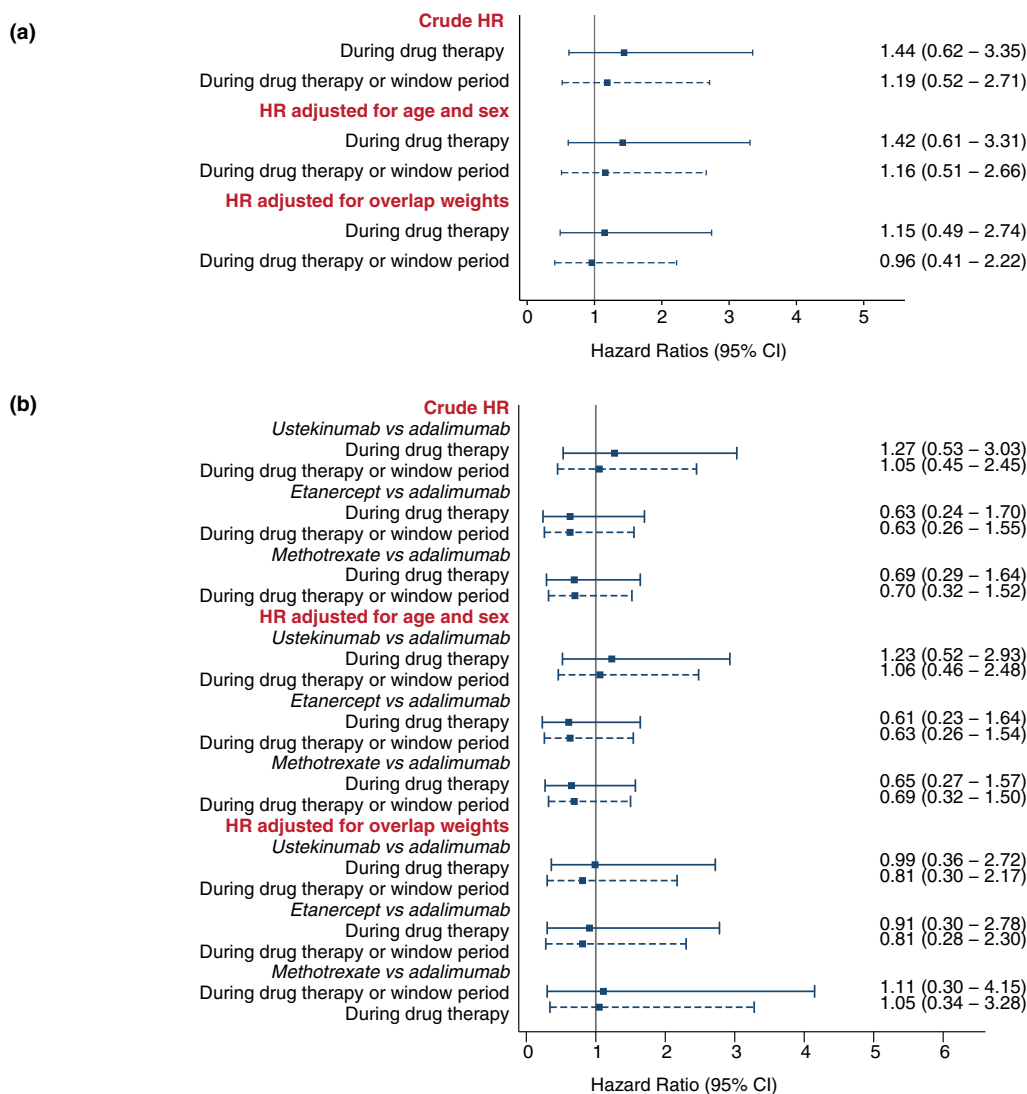 (a)
Crude HR
During drug therapy 1.44 (0.62 – 3.35)
During drug therapy or window period 1.19 (0.52 – 2.71)
HR adjusted for age and sex
During drug therapy 1.42 (0.61 – 3.31)
During drug therapy or window period 1.16 (0.51 – 2.66)
HR adjusted for overlap weights
During drug therapy 1.15 (0.49 – 2.74)
During drug therapy or window period 0.96 (0.41 – 2.22)
0 1 2 3 4 5
Hazard Ratios (95% CI)
(b)
Crude HR
Ustekinumab vs adalimumab
During drug therapy 1.27 (0.53 – 3.03)
During drug therapy or window period 1.05 (0.45 – 2.45)
Etanercept vs adalimumab
During drug therapy 0.63 (0.24 – 1.70)
During drug therapy or window period 0.63 (0.26 – 1.55)
Methotrexate vs adalimumab
During drug therapy 0.69 (0.29 – 1.64)
During drug therapy or window period 0.70 (0.32 – 1.52)
HR adjusted for age and sex
Ustekinumab vs adalimumab
During drug therapy 1.23 (0.52 – 2.93)
During drug therapy or window period 1.06 (0.46 – 2.48)
Etanercept vs adalimumab
During drug therapy 0.61 (0.23 – 1.64)
During drug therapy or window period 0.63 (0.26 – 1.54)
Methotrexate vs adalimumab
During drug therapy 0.65 (0.27 – 1.57)
During drug therapy or window period 0.69 (0.32 – 1.50)
HR adjusted for overlap weights
Ustekinumab vs adalimumab
During drug therapy 0.99 (0.36 – 2.72)
During drug therapy or window period 0.81 (0.30 – 2.17)
Etanercept vs adalimumab
During drug therapy 0.91 (0.30 – 2.78)
During drug therapy or window period 0.81 (0.28 – 2.30)
Methotrexate vs adalimumab
During drug therapy or window period 1.11 (0.30 – 4.15)
During drug therapy 1.05 (0.34 – 3.28)
0 1 2 3 4 5 6
Hazard Ratio (95% CI)